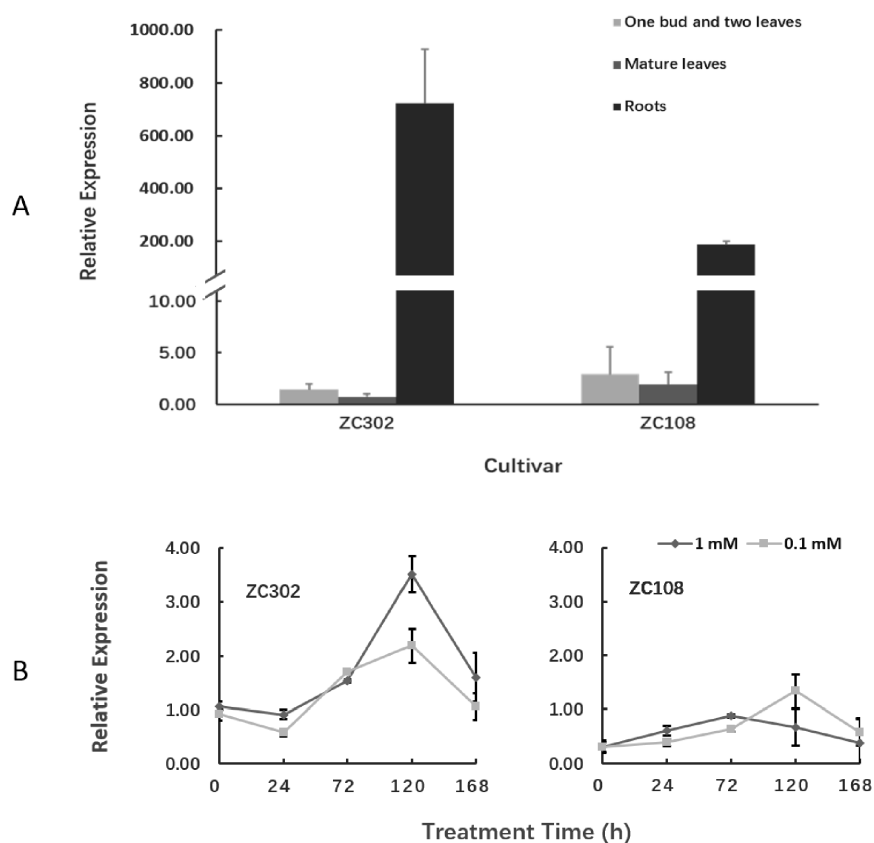 A
Relative Expression
1000.00
800.00
600.00
400.00
200.00
10.00
5.00
0.00
One bud and two leaves
Mature leaves
Roots
ZC302 ZC108
Cultivar
B
Relative Expression
4.00
3.00
2.00
1.00
0.00
ZC302
0 24 72 120 168
4.00
3.00
2.00
1.00
0.00
1 mM 0.1 mM
ZC108
0 24 72 120 168
Treatment Time (h)